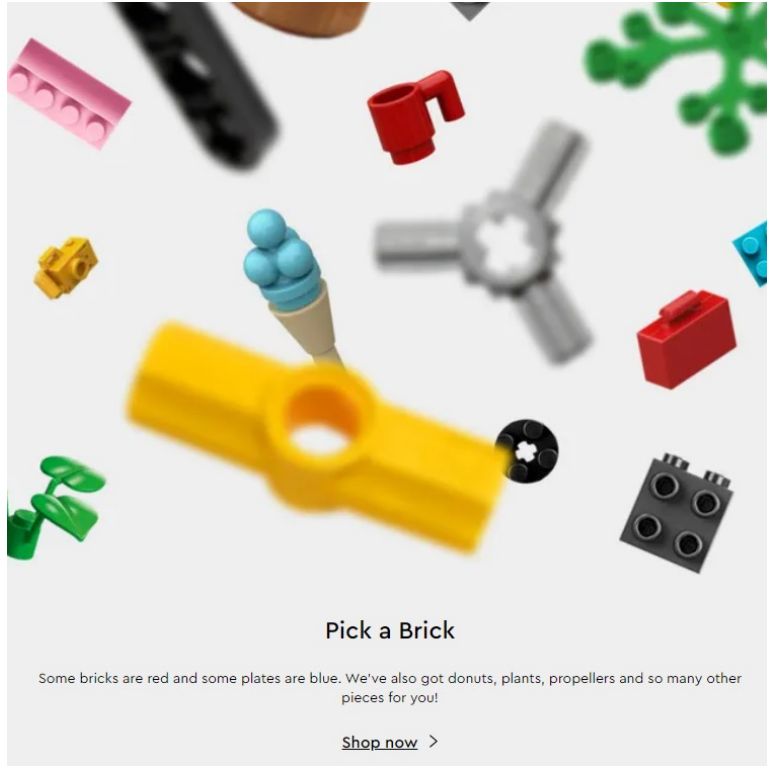 Pick a Brick
Some bricks are red and some plates are blue. We've also got donuts, plants, propellers and so many other
pieces for you!
Shop now